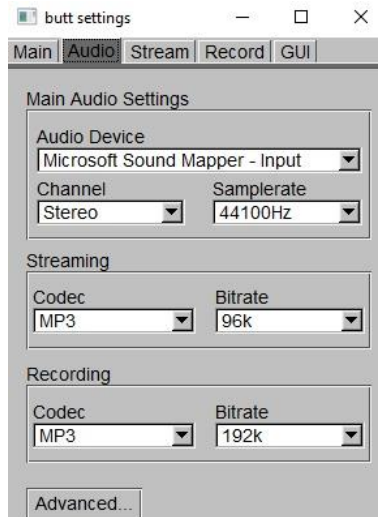 butt settings
Main Audio Stream Record GUI
Main Audio Settings
Audio Device
Microsoft Sound Mapper - Input
Channel Samplerate
Stereo 44100Hz
Streaming
Codec Bitrate
MP3 96k
Recording
Codec Bitrate
MP3 192k
Advanced...